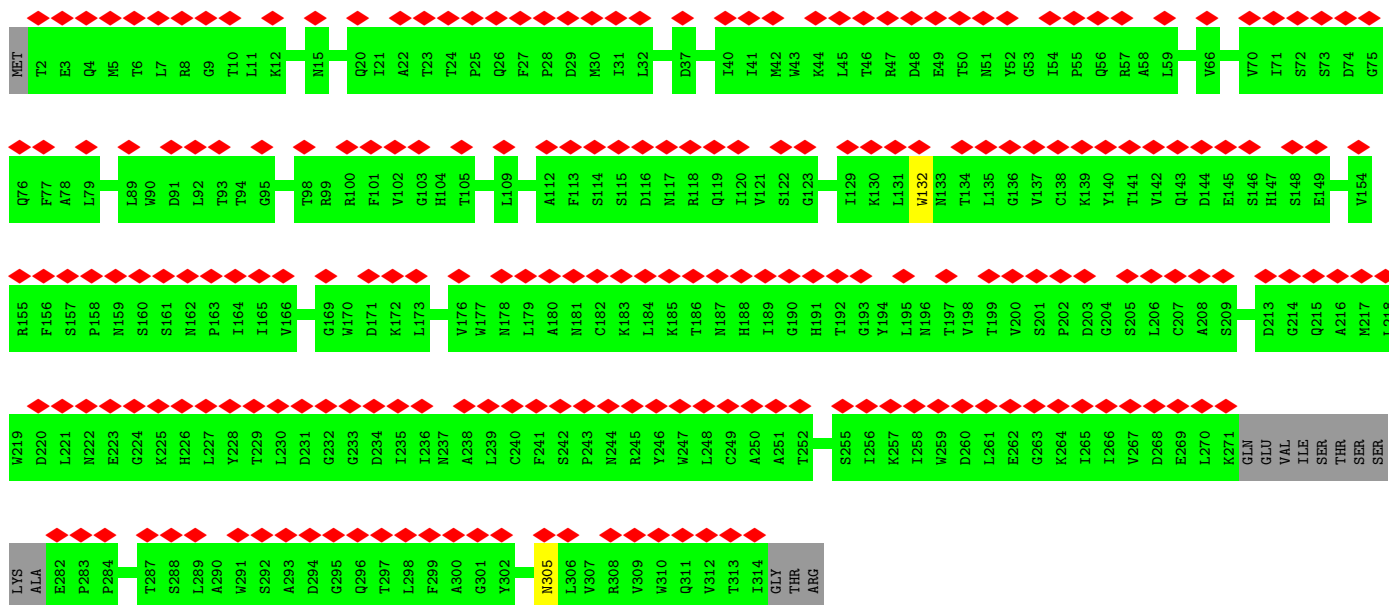 MET T2 E3 Q4 M5 T6 L7 R8 G9 T10 L11 K12 N15 Q20 I21 A22 T23 T24 P25 Q26 F27 P28 D29 M30 I31 L32 D37 I40 I41 M42 W43 K44 L45 T46 R47 D48 E49 T50 N51 Y52 G53 I54 P55 Q56 R57 A58 L59 V66 V70 I71 S72 S73 D74 G75
Q76 F77 A78 L79 L89 W90 D91 L92 T93 T94 G95 T98 R99 R100 F101 V102 G103 H104 T105 L109 A112 F113 S114 S115 D116 N117 R118 Q119 I120 V121 S122 G123 I129 K130 L131 W132 N133 T134 L135 G136 V137 C138 K139 Y140 T141 V142 Q143 D144 E145 S146 H147 S148 E149 V154
R155 F156 S157 P158 N159 S160 S161 N162 P163 I164 I165 V166 G169 W170 D171 K172 L173 V176 W177 N178 L179 A180 N181 C182 K183 L184 K185 T186 N187 H188 I189 G190 H191 T192 G193 Y194 L195 N196 T197 V198 T199 V200 S201 P202 D203 G204 S205 L206 C207 A208 S209 D213 G214 Q215 A216 M217 L218
W219 D220 L221 N222 E223 G224 K225 H226 L227 Y228 T229 L230 D231 G232 G233 D234 I235 I236 N237 A238 L239 C240 F241 S242 P243 N244 R245 Y246 W247 L248 C249 A250 A251 T252 S255 I256 K257 I258 W259 D260 L261 E262 G263 K264 I265 I266 V267 D268 E269 L270 K271 GLN GLU VAL ILE SER THR SER SER
LYS ALA E282 P283 P284 T287 S288 L289 A290 W291 S292 A293 D294 G295 Q296 T297 L298 F299 A300 G301 Y302 N305 L306 V307 R308 V309 W310 Q311 V312 T313 I314 GLY THR ARG